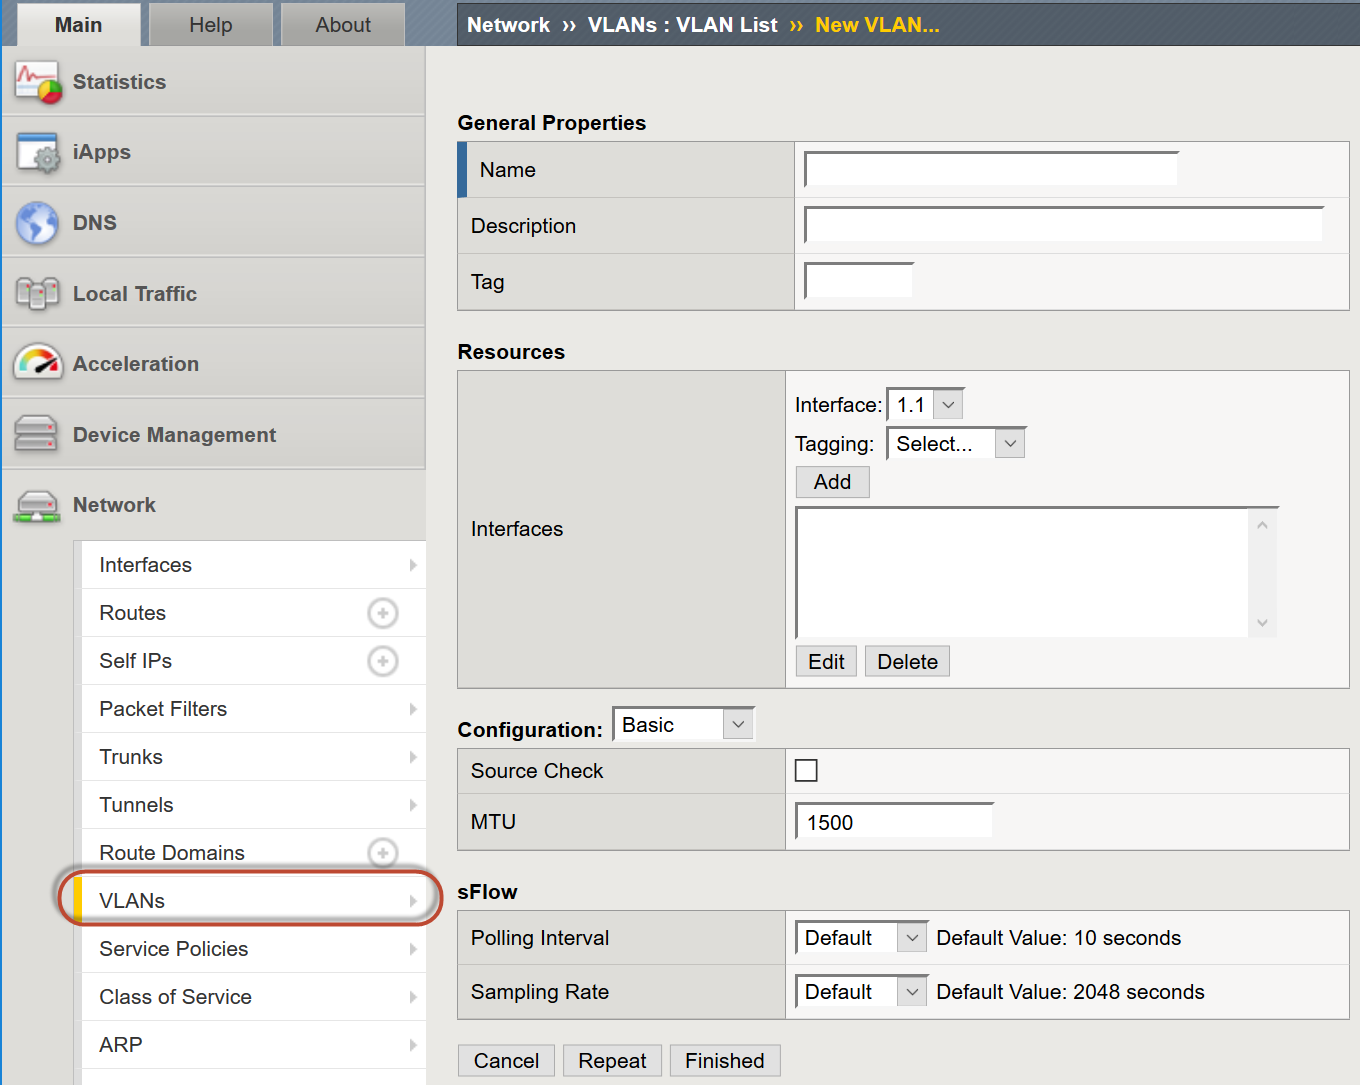 Main Help About
Network ›› VLANs : VLAN List ›› New VLAN...
Statistics
iApps
DNS
Local Traffic
Acceleration
Device Management
Network
Interfaces
Routes
Self IPs
Packet Filters
Trunks
Tunnels
Route Domains
VLANs
Service Policies
Class of Service
ARP
General Properties
Name
Description
Tag
Resources
Interfaces
Interface: 1.1
Tagging: Select...
Add
Edit Delete
Configuration: Basic
Source Check
MTU 1500
sFlow
Polling Interval Default Default Value: 10 seconds
Sampling Rate Default Default Value: 2048 seconds
Cancel Repeat Finished